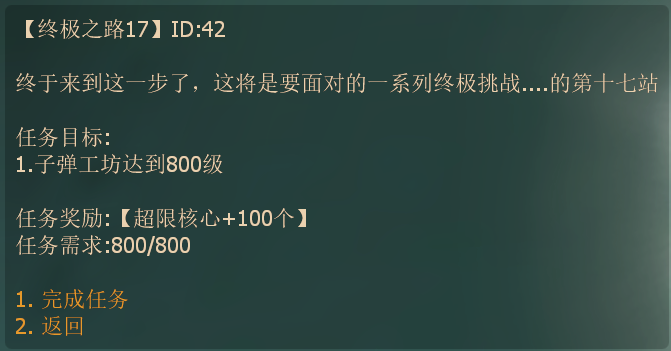 【终极之路17】ID:42
终于来到这一步了，这将是要面对的一系列终极挑战....的第十七站
任务目标:
1.子弹工坊达到800级
任务奖励:【超限核心+100个】
任务需求:800/800
1. 完成任务
2. 返回